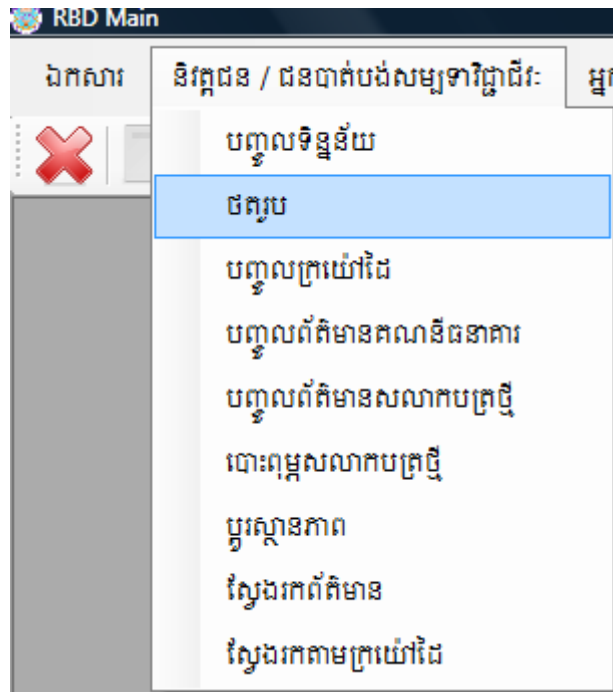 RBD Main
ឯកសារ
និវត្តជន / ជនបាត់បង់សម្បទាវិជ្ជាជីវៈ
បញ្ចូលទិន្នន័យ
ថតរូប
បញ្ចូលក្រយ៉ៅដៃ
បញ្ចូលព័ត៌មានគណនីធនាគារ
បញ្ចូលព័ត៌មានសលាកបត្រថ្មី
បោះពុម្ភសលាកបត្រថ្មី
ប្តូរស្ថានភាព
ស្វែងរកព័ត៌មាន
ស្វែងរកតាមក្រយ៉ៅដៃ